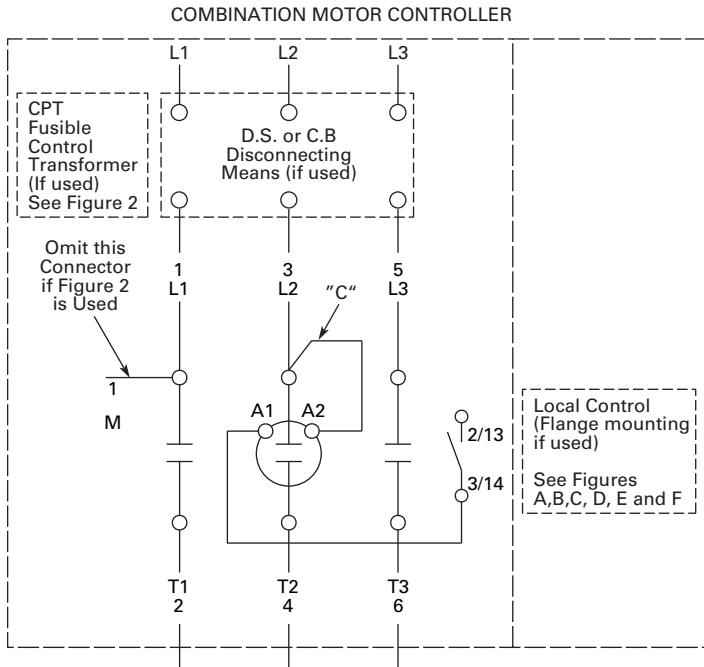 COMBINATION MOTOR CONTROLLER
L1 L2 L3
CPT
Fusible
Control
Transformer
(If used)
See Figure 2
D.S. or C.B
Disconnecting
Means (if used)
Omit this
Connector
if Figure 2
is Used
1 3 5
L1 L2 L3
"C“
1
M
A1 A2
2/13
3/14
Local Control
(Flange mounting
if used)
See Figures
A,B,C, D, E and F
T1 T2 T3
2 4 6